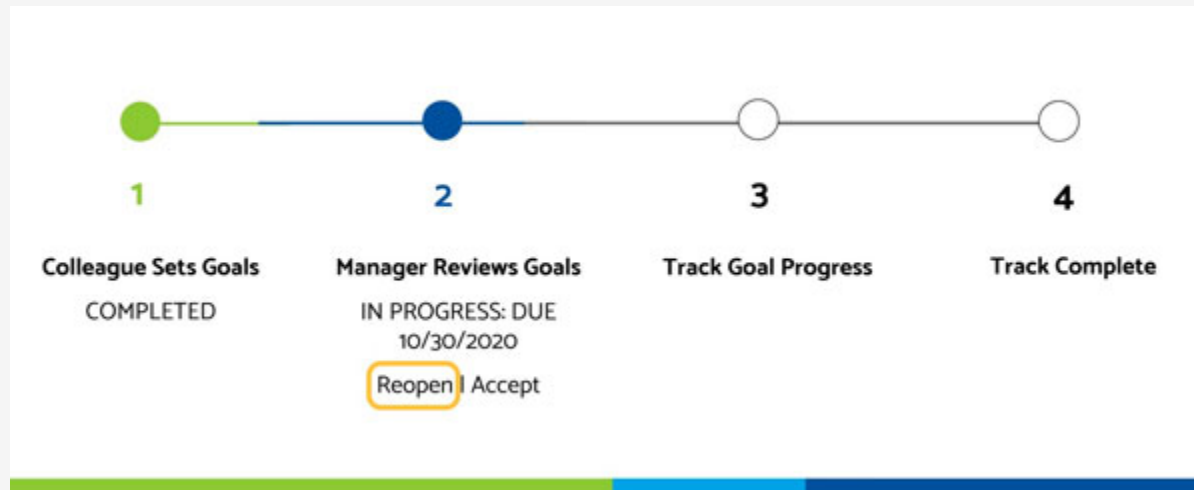 1
2
3
4
Colleague Sets Goals
COMPLETED
Manager Reviews Goals
IN PROGRESS: DUE
10/30/2020
Reopen | Accept
Track Goal Progress
Track Complete